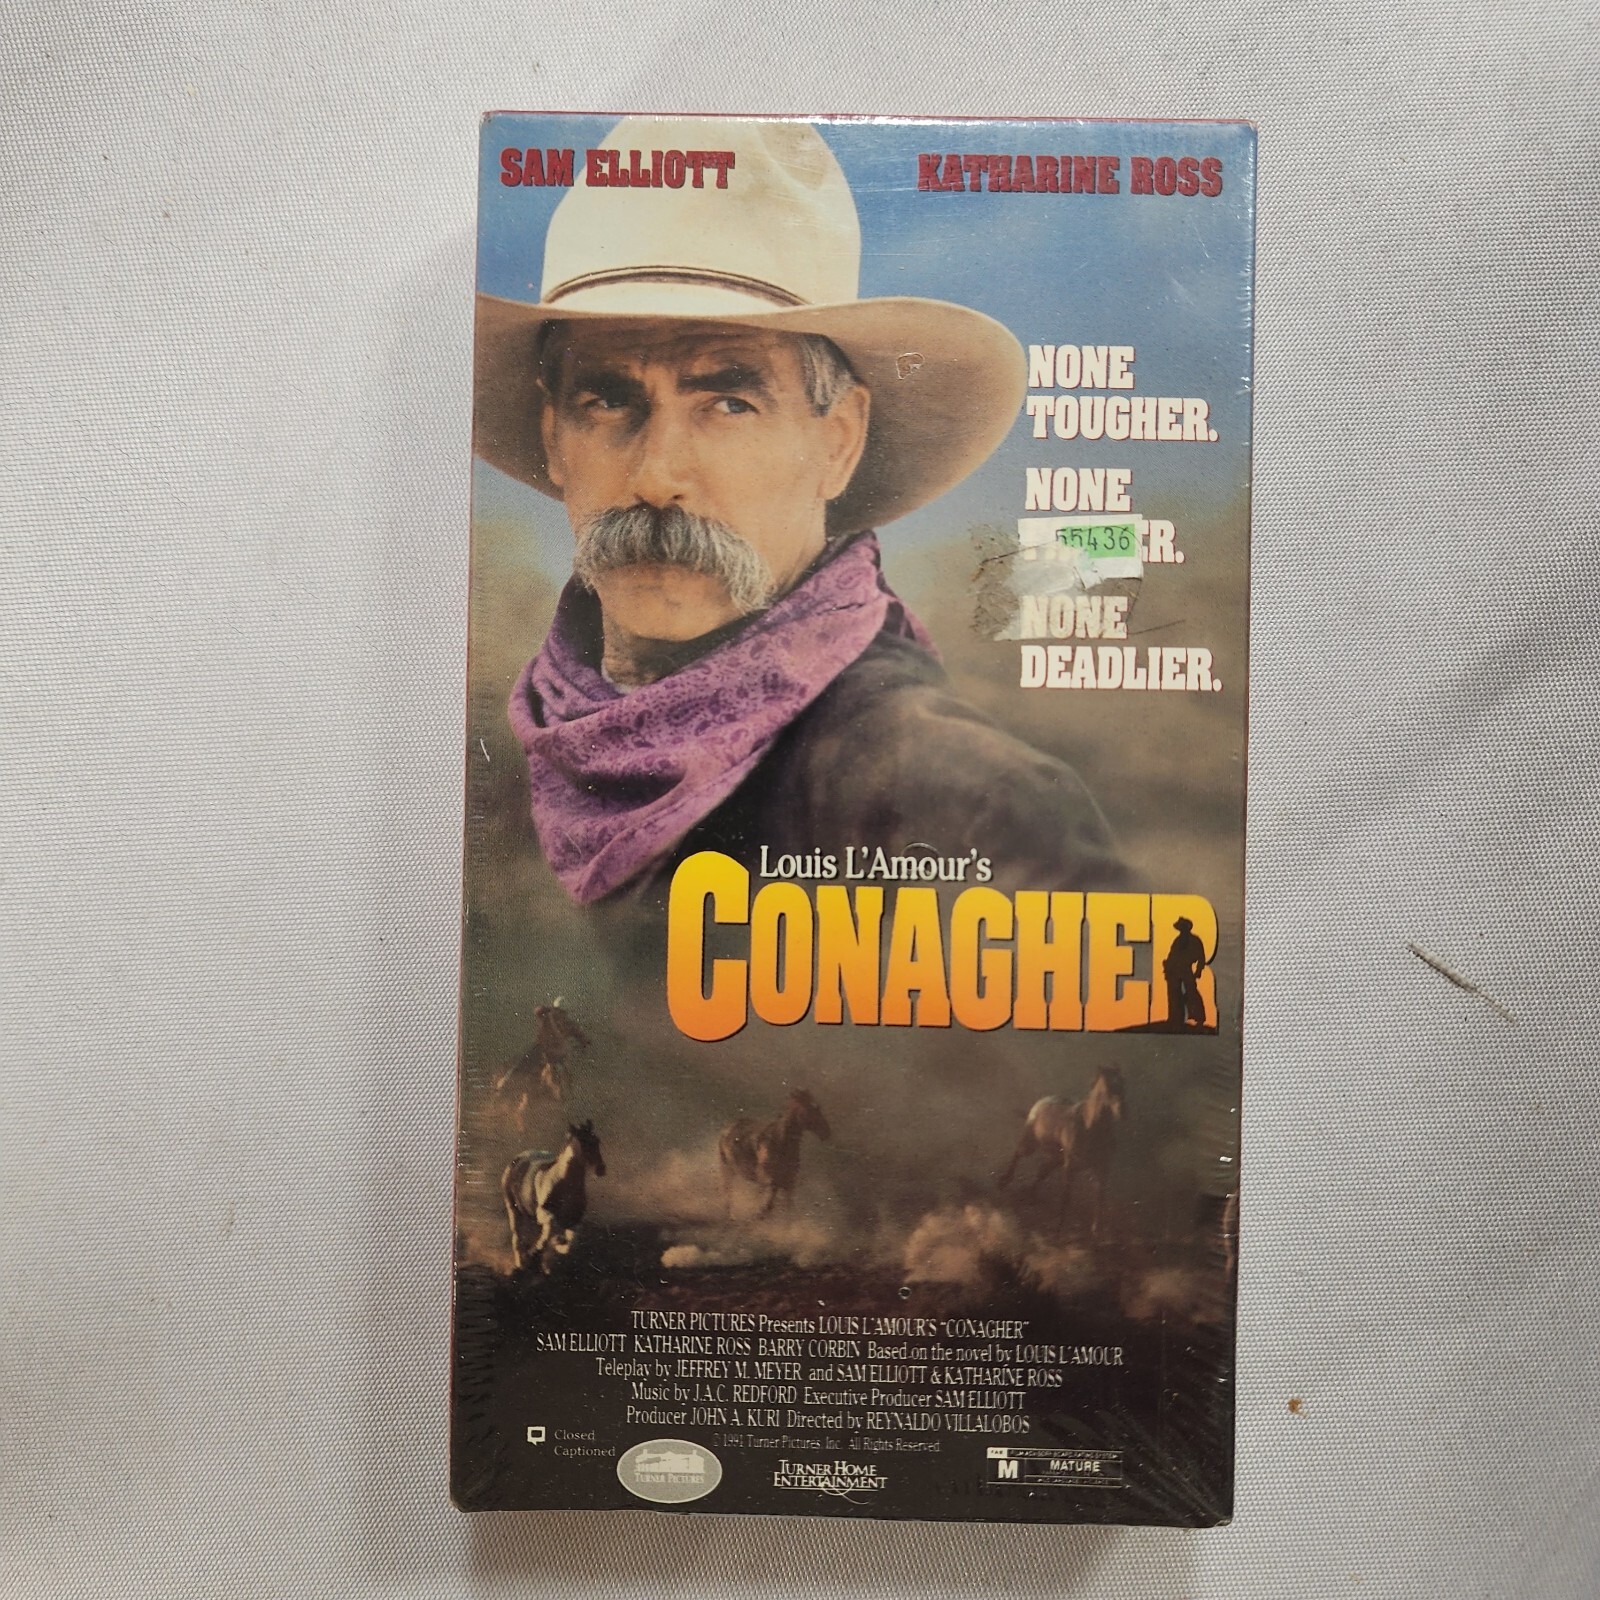 SAM ELLIOTT
KATHARINE ROSS
NONE
TOUGHER.
NONE
55436
NONE
DEADLIER.
Louis L'Amour's
CONAGHER
TURNER PICTURES Presents LOUIS L'AMOUR'S "CONAGHER"
SAM ELLIOTT KATHARINE ROSS BARRY CORBIN Based on the novel by LOUIS L'AMOUR
Teleplay by JEFFREY M. MEYER and SAM ELLIOTT & KATHARINE ROSS
Music by J.A.C. REDFORD Executive Producer SAM ELLIOTT
Producer JOHN A. KURI Directed by REYNALDO VILLALOBOS
© 1991 Turner Pictures, Inc. All Rights Reserved.
Closed
Captioned
TURNER PICTURES
TURNER HOME
ENTERTAINMENT
M
MATURE